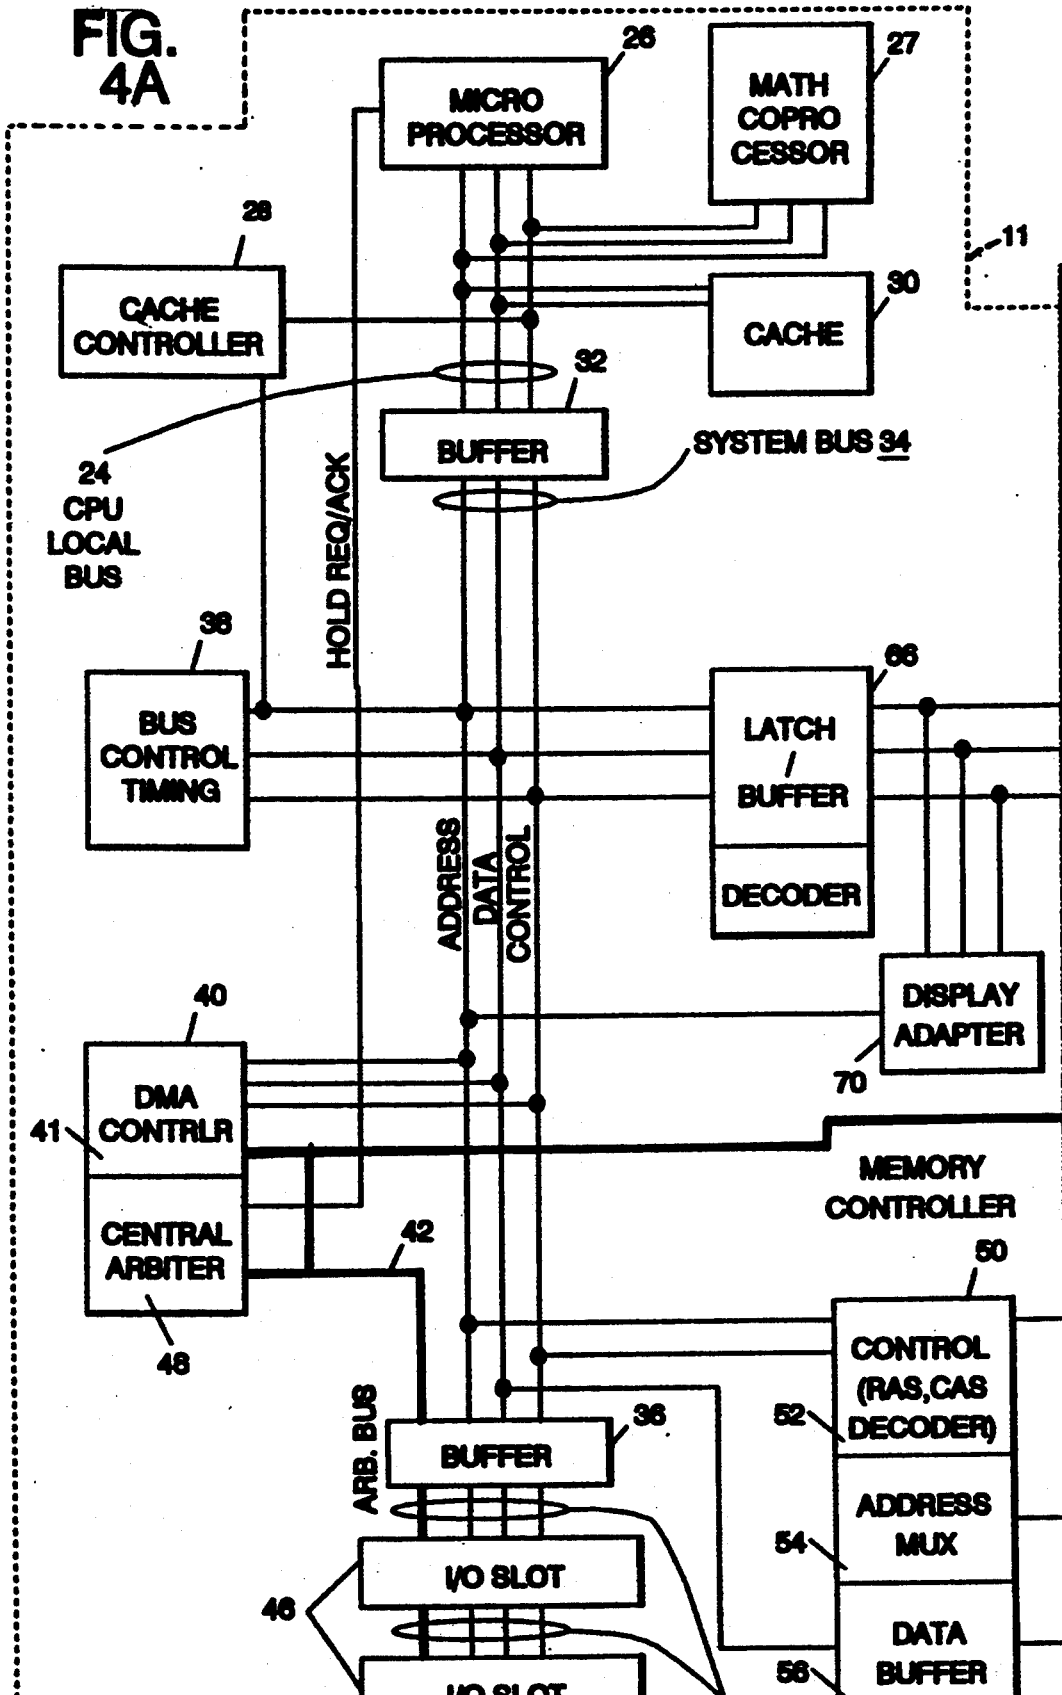 FIG.
4A
26
27
MICRO
PROCESSOR
MATH
COPRO
CESSOR
28
11
30
CACHE
CONTROLLER
CACHE
32
BUFFER
SYSTEM BUS 34
24
CPU
LOCAL
BUS
HOLD REQ/ACK
38
66
BUS
CONTROL
TIMING
LATCH
/
BUFFER
DECODER
ADDRESS
DATA
CONTROL
40
DISPLAY
ADAPTER
70
41
DMA
CONTRLR
MEMORY
CONTROLLER
CENTRAL
ARBITER
42
50
48
CONTROL
(RAS,CAS
DECODER)
52
36
ARB. BUS
BUFFER
ADDRESS
MUX
54
I/O SLOT
46
DATA
BUFFER
56
I/O SLOT